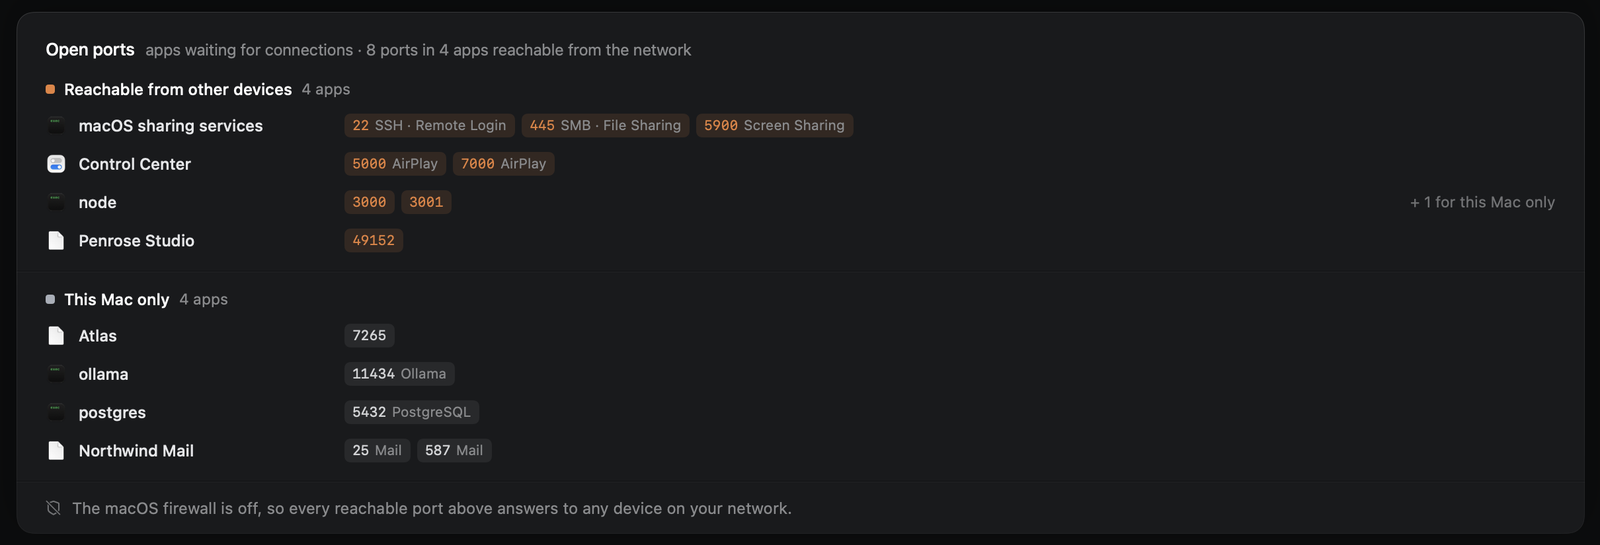 Open ports apps waiting for connections · 8 ports in 4 apps reachable from the network
Reachable from other devices 4 apps
macOS sharing services 22 SSH · Remote Login 445 SMB · File Sharing 5900 Screen Sharing
Control Center 5000 AirPlay 7000 AirPlay
node 3000 3001 + 1 for this Mac only
Penrose Studio 49152
This Mac only 4 apps
Atlas 7265
ollama 11434 Ollama
postgres 5432 PostgreSQL
Northwind Mail 25 Mail 587 Mail
The macOS firewall is off, so every reachable port above answers to any device on your network.